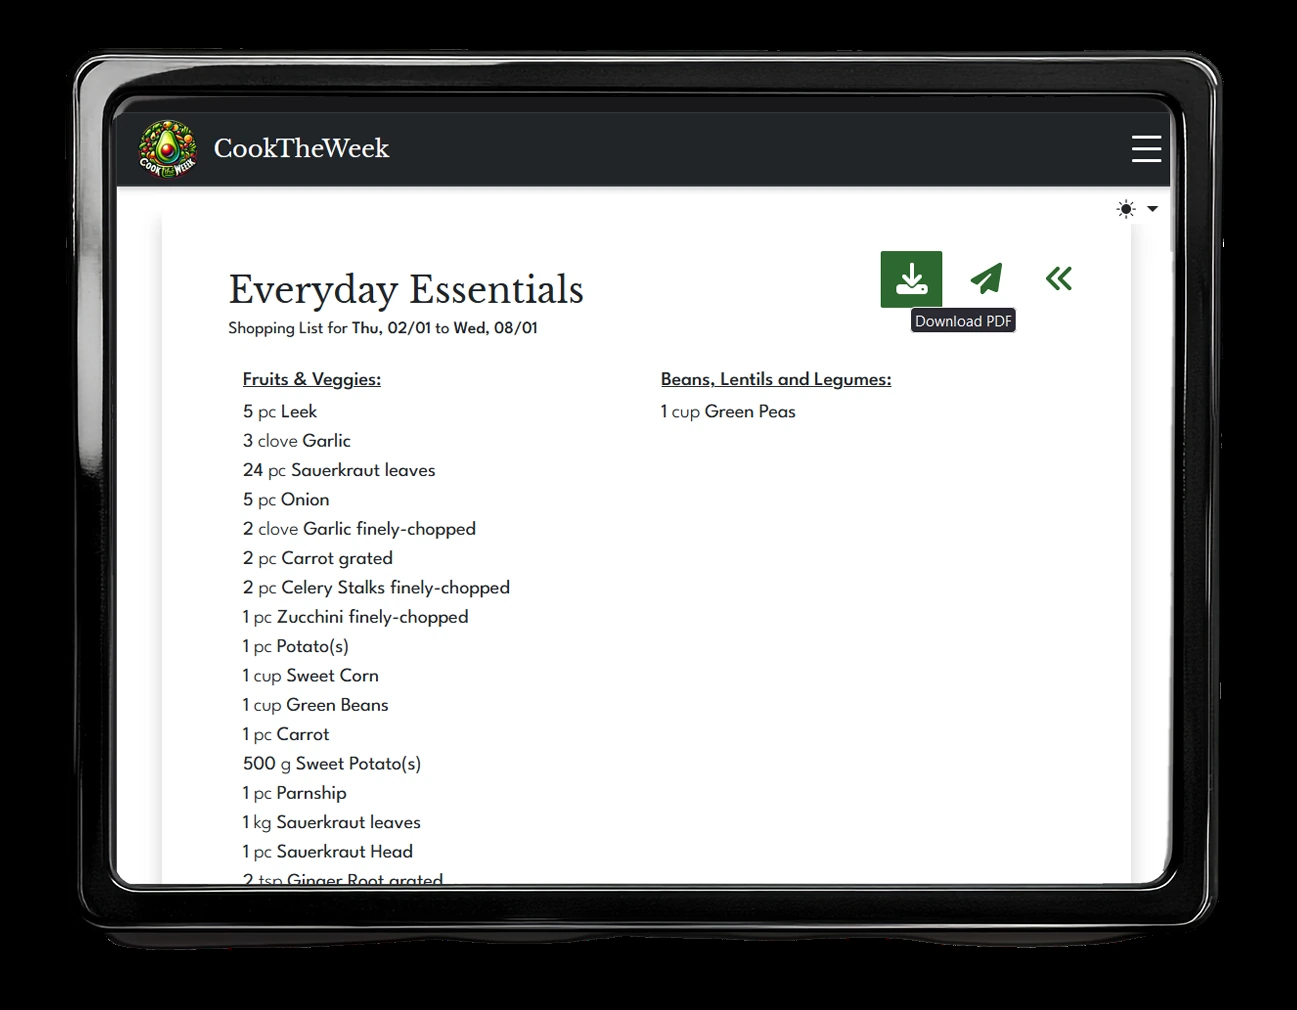 COOK the WEEK
CookTheWeek
Everyday Essentials
Shopping List for Thu, 02/01 to Wed, 08/01
Download PDF
Fruits & Veggies:
5 pc Leek
3 clove Garlic
24 pc Sauerkraut leaves
5 pc Onion
2 clove Garlic finely-chopped
2 pc Carrot grated
2 pc Celery Stalks finely-chopped
1 pc Zucchini finely-chopped
1 pc Potato(s)
1 cup Sweet Corn
1 cup Green Beans
1 pc Carrot
500 g Sweet Potato(s)
1 pc Parnship
1 kg Sauerkraut leaves
1 pc Sauerkraut Head
2 tsp Ginger Root grated
Beans, Lentils and Legumes:
1 cup Green Peas